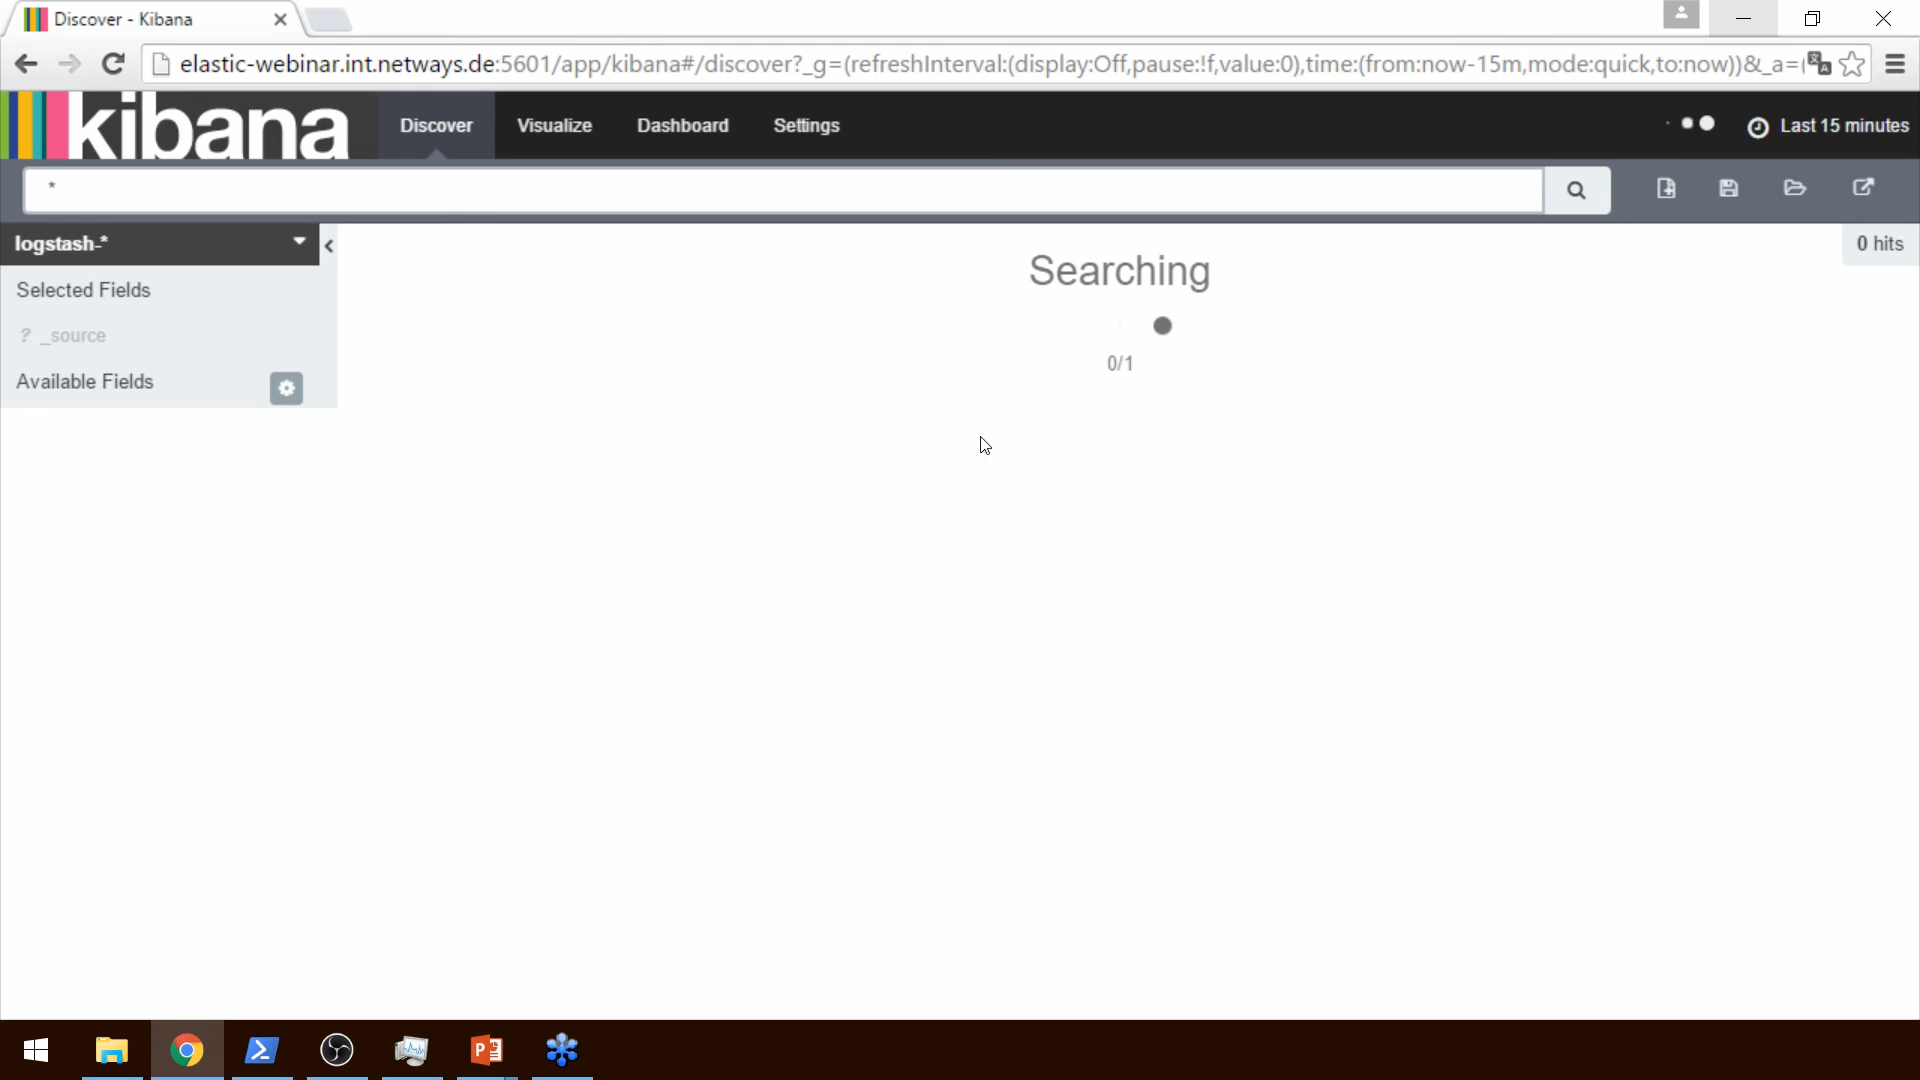 Discover - Kibana
elastic-webinar.int.netways.de:5601/app/kibana#/discover?_g=(refreshInterval:(display:Off,pause:!f,value:0),time:(from:now-15m,mode:quick,to:now))&_a=(
kibana
Discover
Visualize
Dashboard
Settings
Last 15 minutes
*
logstash-*
0 hits
Selected Fields
? _source
Available Fields
Searching
0/1